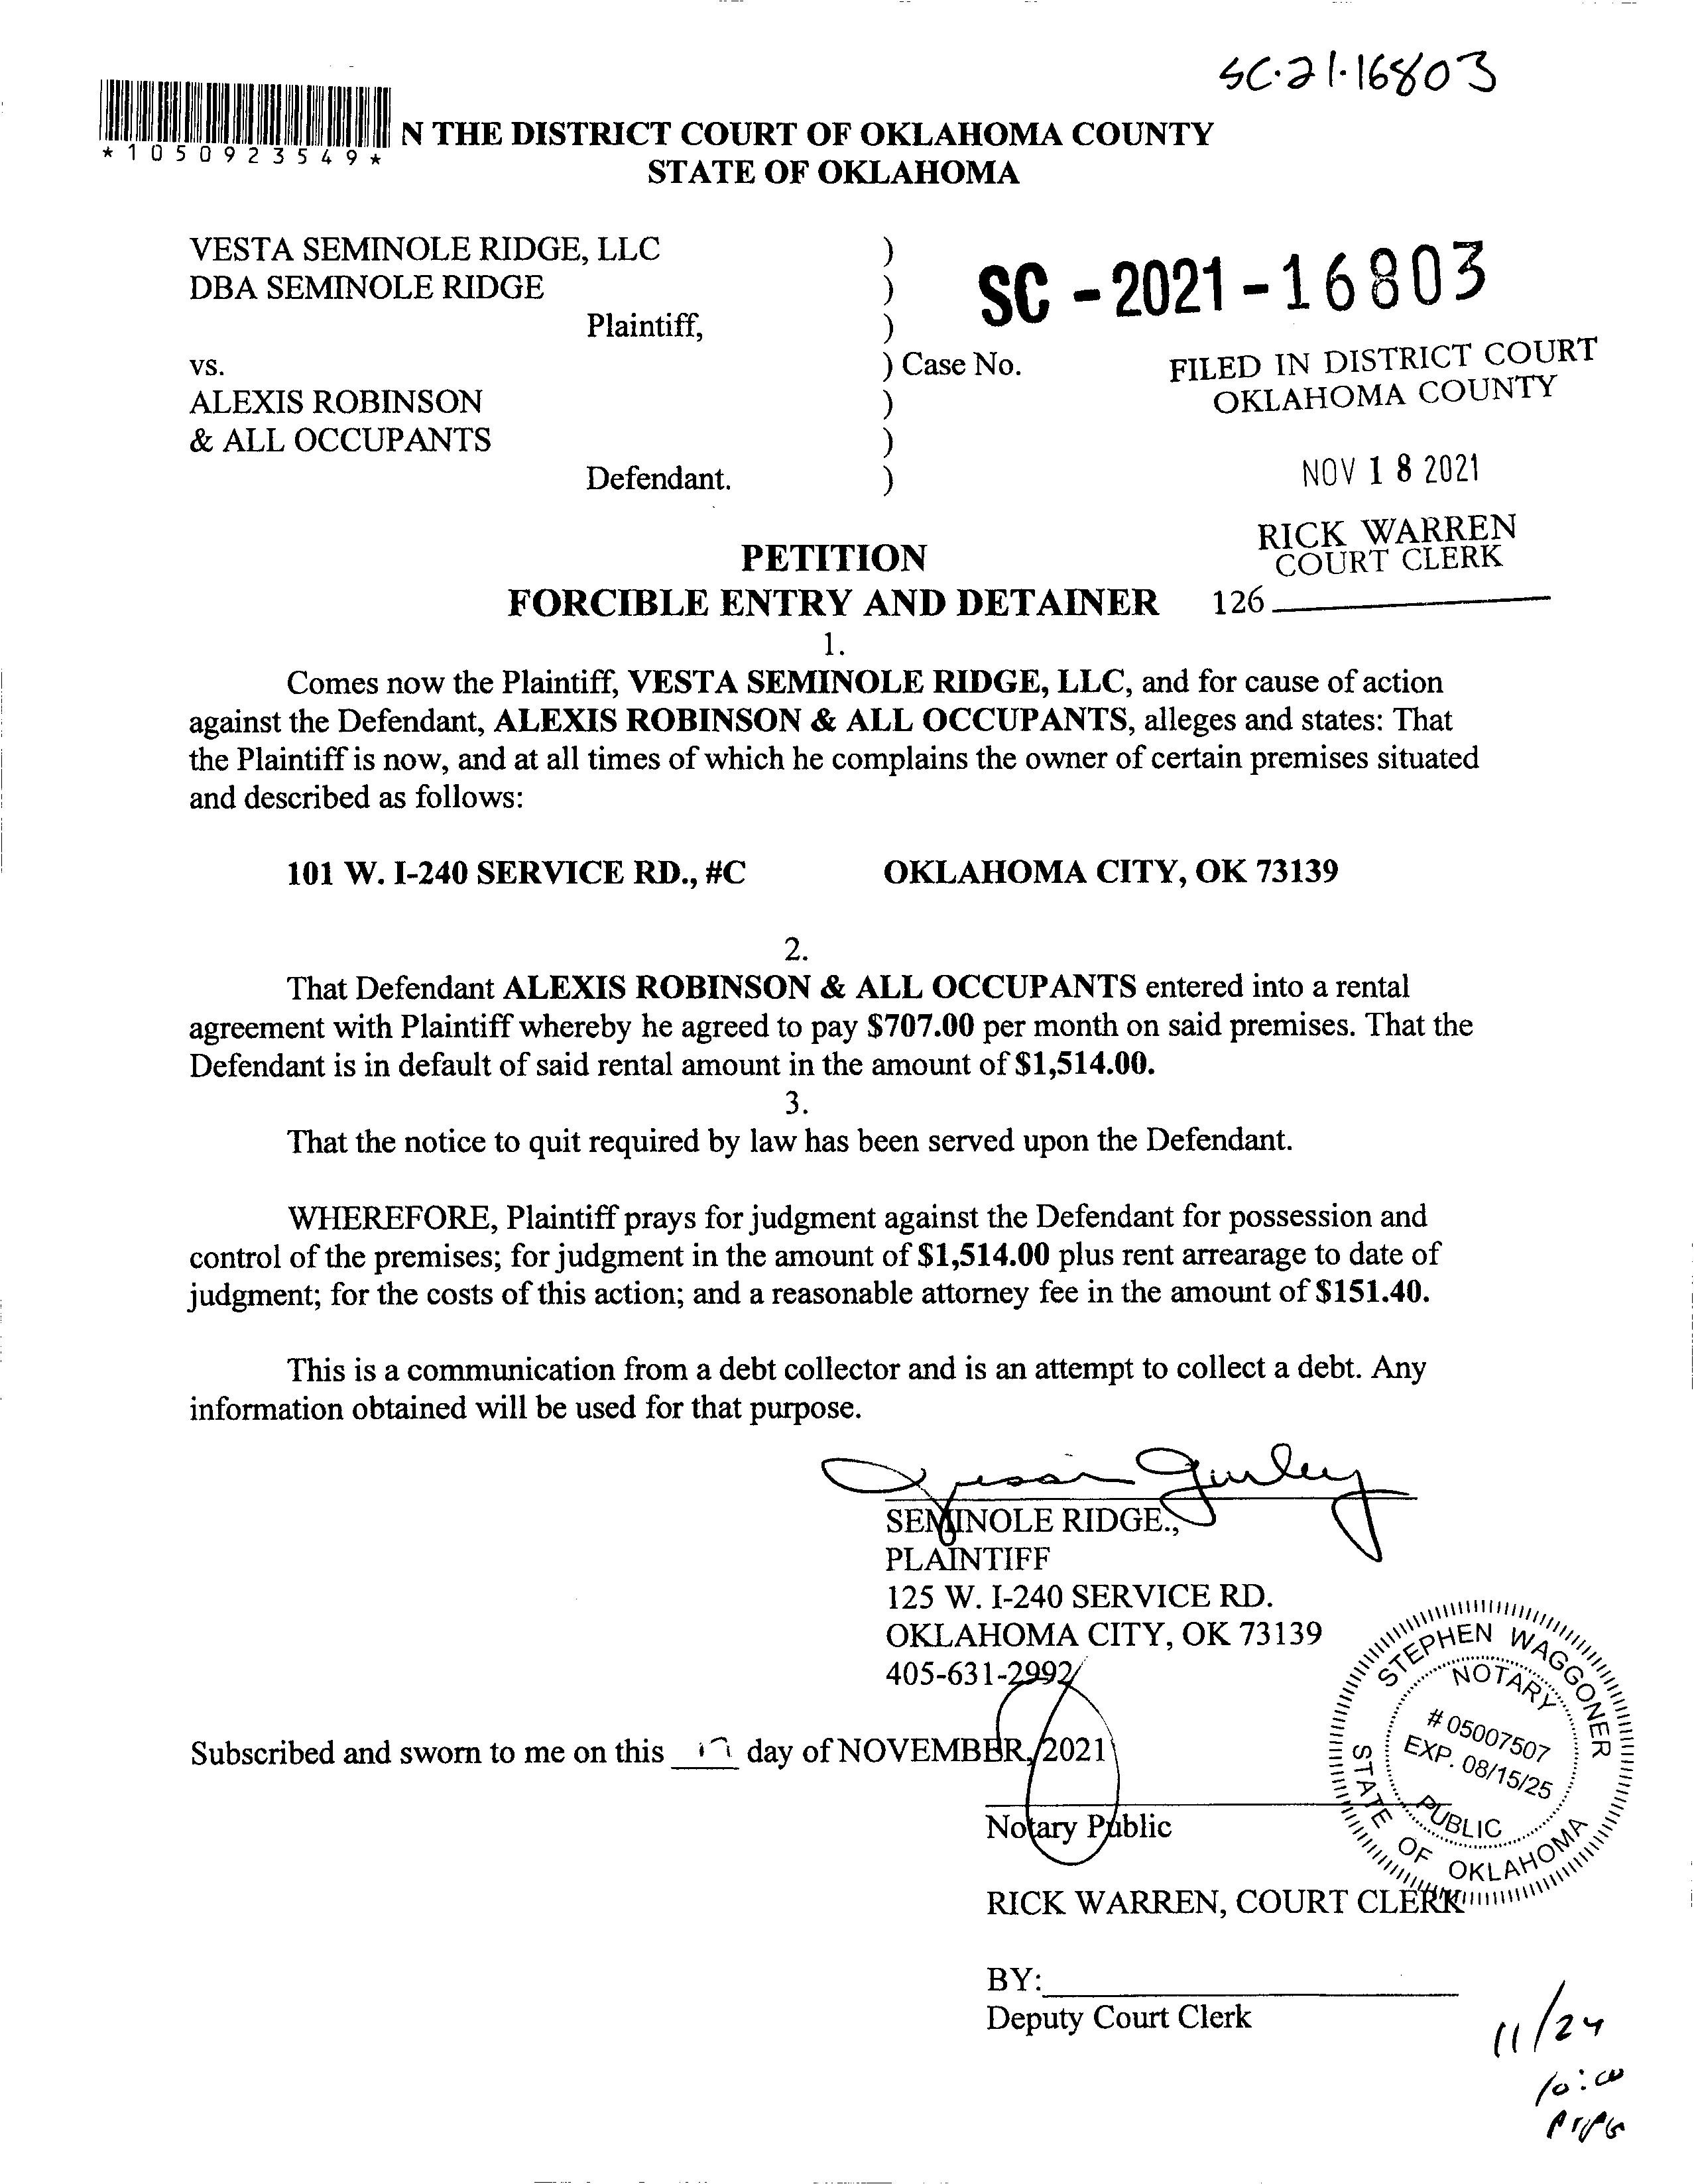 SC-21-16803
*1050923549*
N THE DISTRICT COURT OF OKLAHOMA COUNTY
STATE OF OKLAHOMA
VESTA SEMINOLE RIDGE, LLC )
DBA SEMINOLE RIDGE )
Plaintiff, )
SC - 2021 - 16803
vs. ) Case No.
FILED IN DISTRICT COURT
OKLAHOMA COUNTY
ALEXIS ROBINSON )
& ALL OCCUPANTS )
Defendant. )
NOV 18 2021
RICK WARREN
COURT CLERK
126
PETITION
FORCIBLE ENTRY AND DETAINER
1.
Comes now the Plaintiff, VESTA SEMINOLE RIDGE, LLC, and for cause of action
against the Defendant, ALEXIS ROBINSON & ALL OCCUPANTS, alleges and states: That
the Plaintiff is now, and at all times of which he complains the owner of certain premises situated
and described as follows:
101 W. I-240 SERVICE RD., #C OKLAHOMA CITY, OK 73139
2.
That Defendant ALEXIS ROBINSON & ALL OCCUPANTS entered into a rental
agreement with Plaintiff whereby he agreed to pay $707.00 per month on said premises. That the
Defendant is in default of said rental amount in the amount of $1,514.00.
3.
That the notice to quit required by law has been served upon the Defendant.
WHEREFORE, Plaintiff prays for judgment against the Defendant for possession and
control of the premises; for judgment in the amount of $1,514.00 plus rent arrearage to date of
judgment; for the costs of this action; and a reasonable attorney fee in the amount of $151.40.
This is a communication from a debt collector and is an attempt to collect a debt. Any
information obtained will be used for that purpose.
Gurley
SEMINOLE RIDGE.,
PLAINTIFF
125 W. I-240 SERVICE RD.
OKLAHOMA CITY, OK 73139
405-631-2992
Subscribed and sworn to me on this 17 day of NOVEMBER, 2021
Notary Public
STEPHEN WAGGONER
NOTARY
# 05007507
EXP. 08/15/25
PUBLIC
STATE OF OKLAHOMA
RICK WARREN, COURT CLERK
BY:
Deputy Court Clerk
11/24
10:00